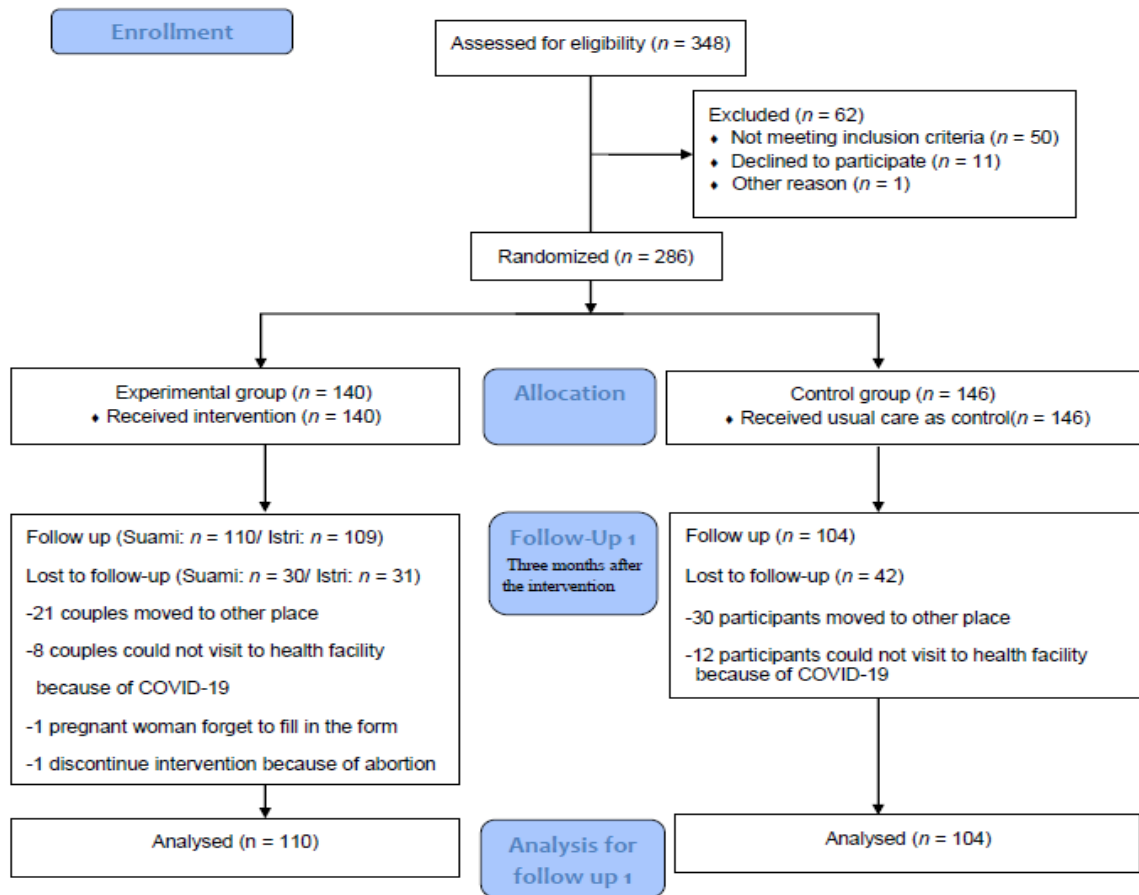 Enrollment
Assessed for eligibility (n = 348)
Excluded (n = 62)
♦ Not meeting inclusion criteria (n = 50)
♦ Declined to participate (n = 11)
♦ Other reason (n = 1)
Randomized (n = 286)
Experimental group (n = 140)
♦ Received intervention (n = 140)
Allocation
Control group (n = 146)
♦ Received usual care as control(n = 146)
Follow up (Suami: n = 110/ Istri: n = 109)
Lost to follow-up (Suami: n = 30/ Istri: n = 31)
-21 couples moved to other place
-8 couples could not visit to health facility
because of COVID-19
-1 pregnant woman forget to fill in the form
-1 discontinue intervention because of abortion
Follow-Up 1
Three months after
the intervention
Follow up (n = 104)
Lost to follow-up (n = 42)
-30 participants moved to other place
-12 participants could not visit to health facility
because of COVID-19
Analysed (n = 110)
Analysis for
follow up 1
Analysed (n = 104)